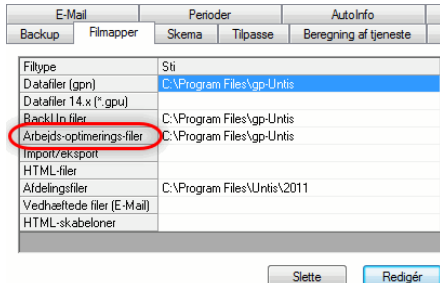 E-Mail Perioder AutoInfo
Backup Filmapper Skema Tilpasse Beregning af tjeneste
Filtype Sti
Datafiler (gpn) C:\Program Files\gp-Untis
Datafiler 14.x (*.gpu)
BackUp filer C:\Program Files\gp-Untis
Arbejds-optimerings-filer C:\Program Files\gp-Untis
Import/eksport
HTML-filer
Afdelingsfiler C:\Program Files\Untis\2011
Vedhæftede filer (E-Mail)
HTML-skabeloner
Slette Redigér